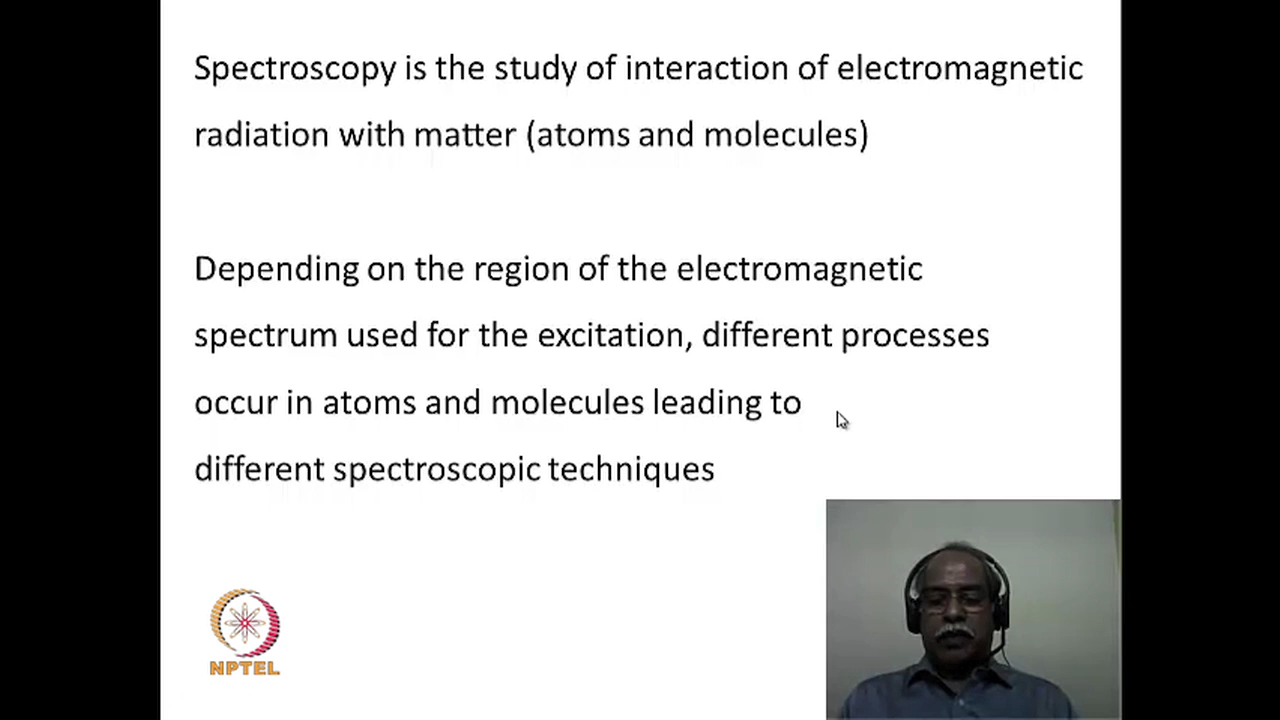 Spectroscopy is the study of interaction of electromagnetic
radiation with matter (atoms and molecules)
Depending on the region of the electromagnetic
spectrum used for the excitation, different processes
occur in atoms and molecules leading to
different spectroscopic techniques
NPTEL